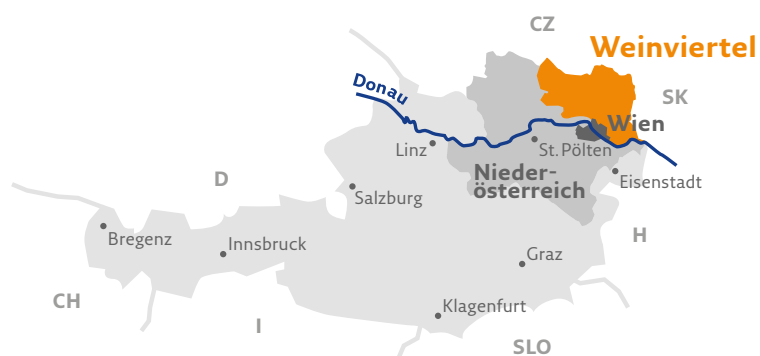 CZ
Weinviertel
Donau
SK
Wien
Linz
St. Pölten
Nieder-
österreich
Eisenstadt
D
Salzburg
H
Bregenz
Innsbruck
Graz
CH
Klagenfurt
I
SLO